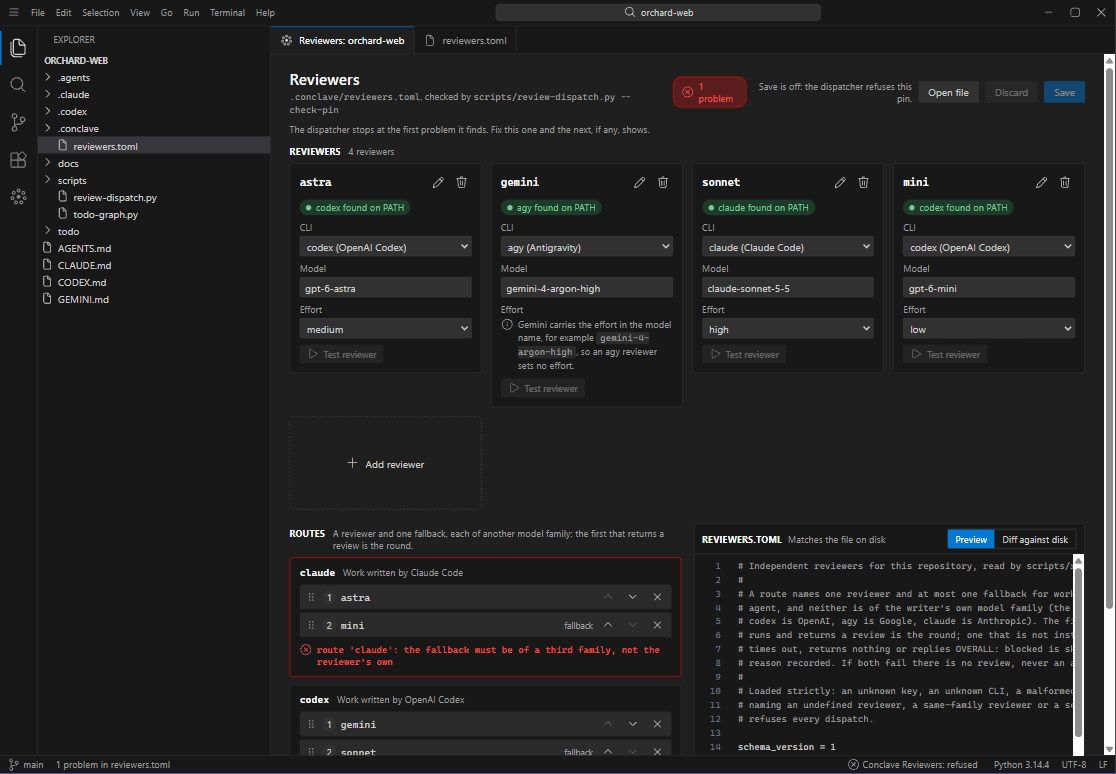 File Edit Selection View Go Run Terminal Help
orchard-web
EXPLORER
ORCHARD-WEB
.agents
.claude
.codex
.conclave
reviewers.toml
docs
scripts
review-dispatch.py
todo-graph.py
todo
AGENTS.md
CLAUDE.md
CODEX.md
GEMINI.md
Reviewers: orchard-web
reviewers.toml
Reviewers
.conclave/reviewers.toml, checked by scripts/review-dispatch.py --
check-pin
The dispatcher stops at the first problem it finds. Fix this one and the next, if any, shows.
1
problem
Save is off: the dispatcher refuses this
pin.
Open file
Discard
Save
REVIEWERS 4 reviewers
astra
codex found on PATH
CLI
codex (OpenAI Codex)
Model
gpt-6-astra
Effort
medium
Test reviewer
gemini
agy found on PATH
CLI
agy (Antigravity)
Model
gemini-4-argon-high
Effort
Gemini carries the effort in the model
name, for example gemini-4-
argon-high, so an agy reviewer
sets no effort.
Test reviewer
sonnet
claude found on PATH
CLI
claude (Claude Code)
Model
claude-sonnet-5-5
Effort
high
Test reviewer
mini
codex found on PATH
CLI
codex (OpenAI Codex)
Model
gpt-6-mini
Effort
low
Test reviewer
Add reviewer
ROUTES A reviewer and one fallback, each of another model family: the first that returns a
review is the round.
claude Work written by Claude Code
1 astra
2 mini fallback
route 'claude': the fallback must be of a third family, not the
reviewer's own
codex Work written by OpenAI Codex
1 gemini
2 sonnet fallback
REVIEWERS.TOML Matches the file on disk
Preview
Diff against disk
1 # Independent reviewers for this repository, read by scripts/
2 #
3 # A route names one reviewer and at most one fallback for
4 # agent, and neither is of the writer's own model family (the
5 # codex is OpenAI, agy is Google, claude is Anthropic). The
6 # runs and returns a review is the round; one that is not
7 # times out, returns nothing or replies OVERALL: blocked is
8 # reason recorded. If both fail there is no review, never an
9 #
10 # Loaded strictly: an unknown key, an unknown CLI, a malformed
11 # naming an undefined reviewer, a same-family reviewer or a
12 # refuses every dispatch.
13
14 schema_version = 1
main
1 problem in reviewers.toml
Conclave Reviewers: refused
Python 3.14.4
UTF-8
LF